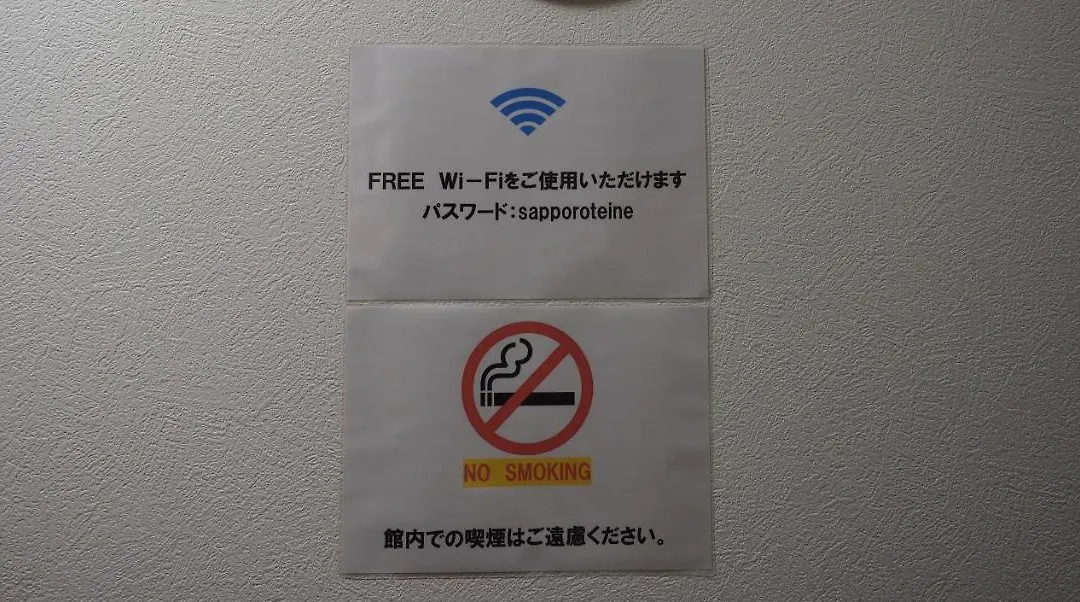 FREE Wi-Fiをご使用いただけます
パスワード:sapporoteine
NO SMOKING
館内での喫煙はご遠慮ください。